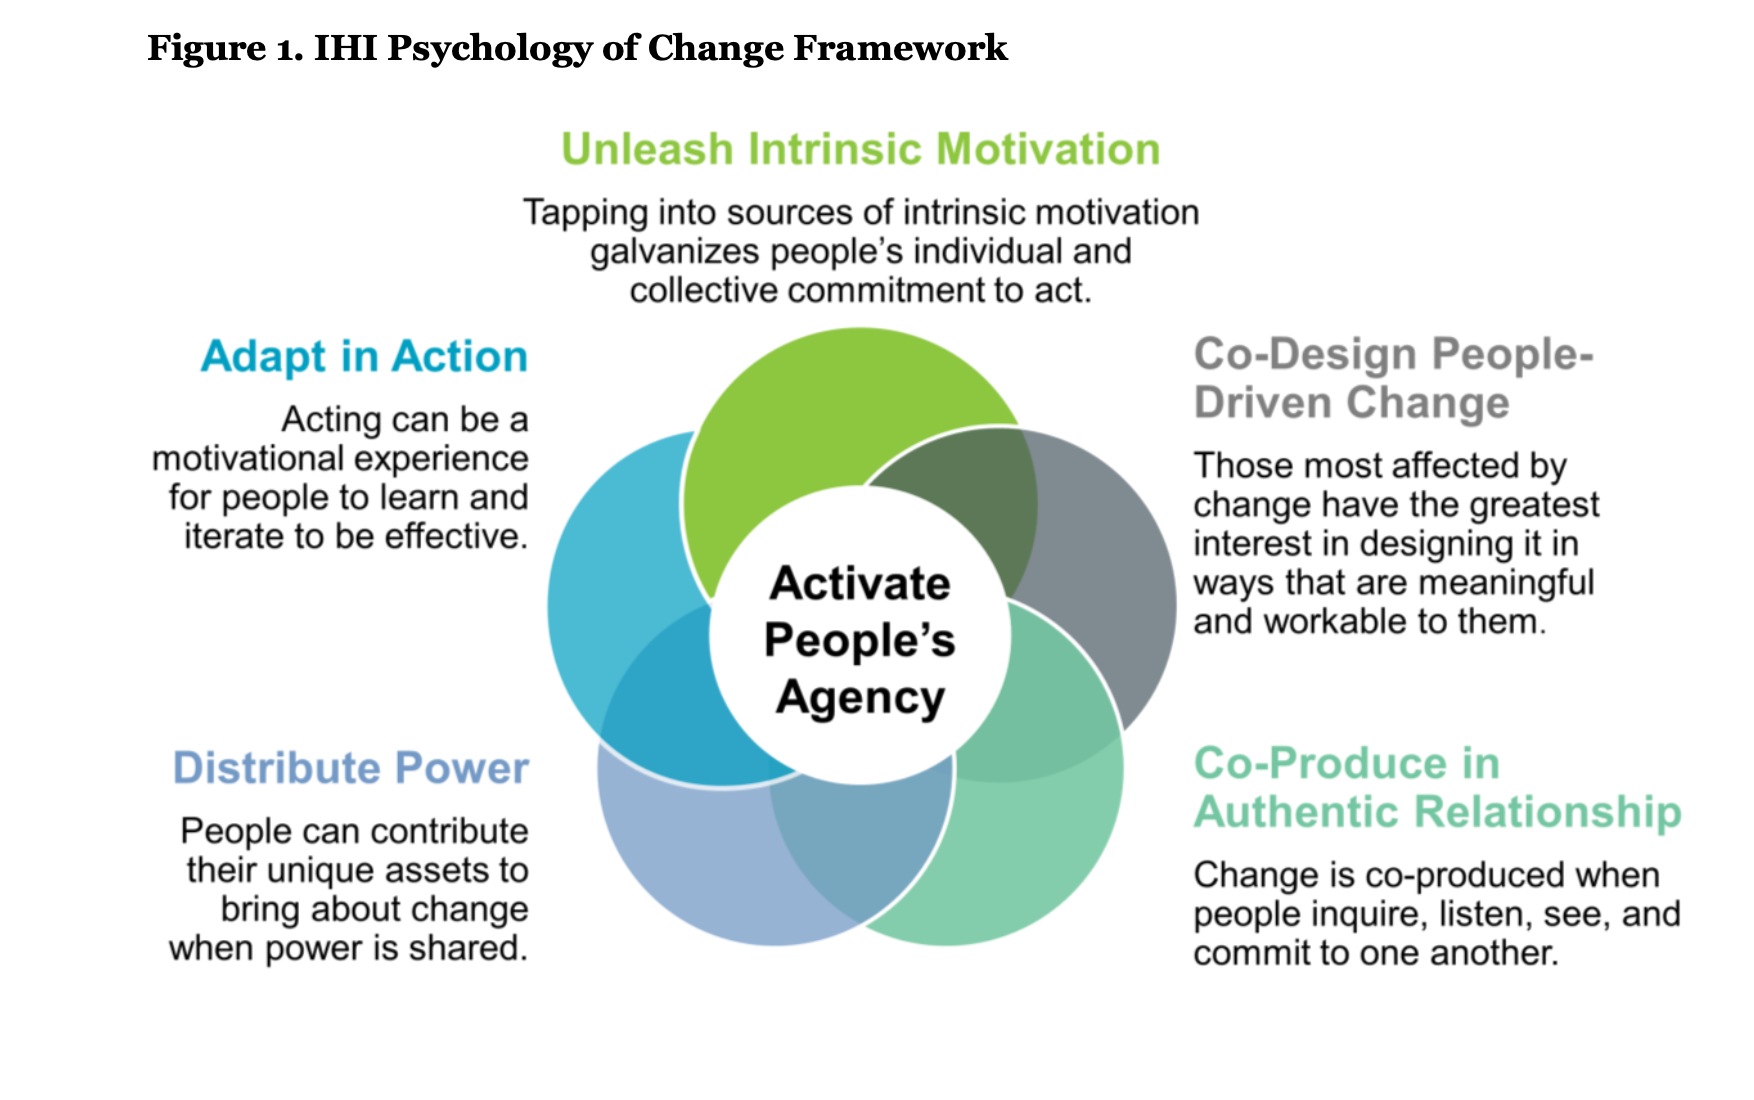 Figure 1. IHI Psychology of Change Framework
Unleash Intrinsic Motivation
Tapping into sources of intrinsic motivation
galvanizes people’s individual and
collective commitment to act.
Adapt in Action
Acting can be a
motivational experience
for people to learn and
iterate to be effective.
Co-Design People-
Driven Change
Those most affected by
change have the greatest
interest in designing it in
ways that are meaningful
and workable to them.
Activate
People’s
Agency
Distribute Power
People can contribute
their unique assets to
bring about change
when power is shared.
Co-Produce in
Authentic Relationship
Change is co-produced when
people inquire, listen, see, and
commit to one another.